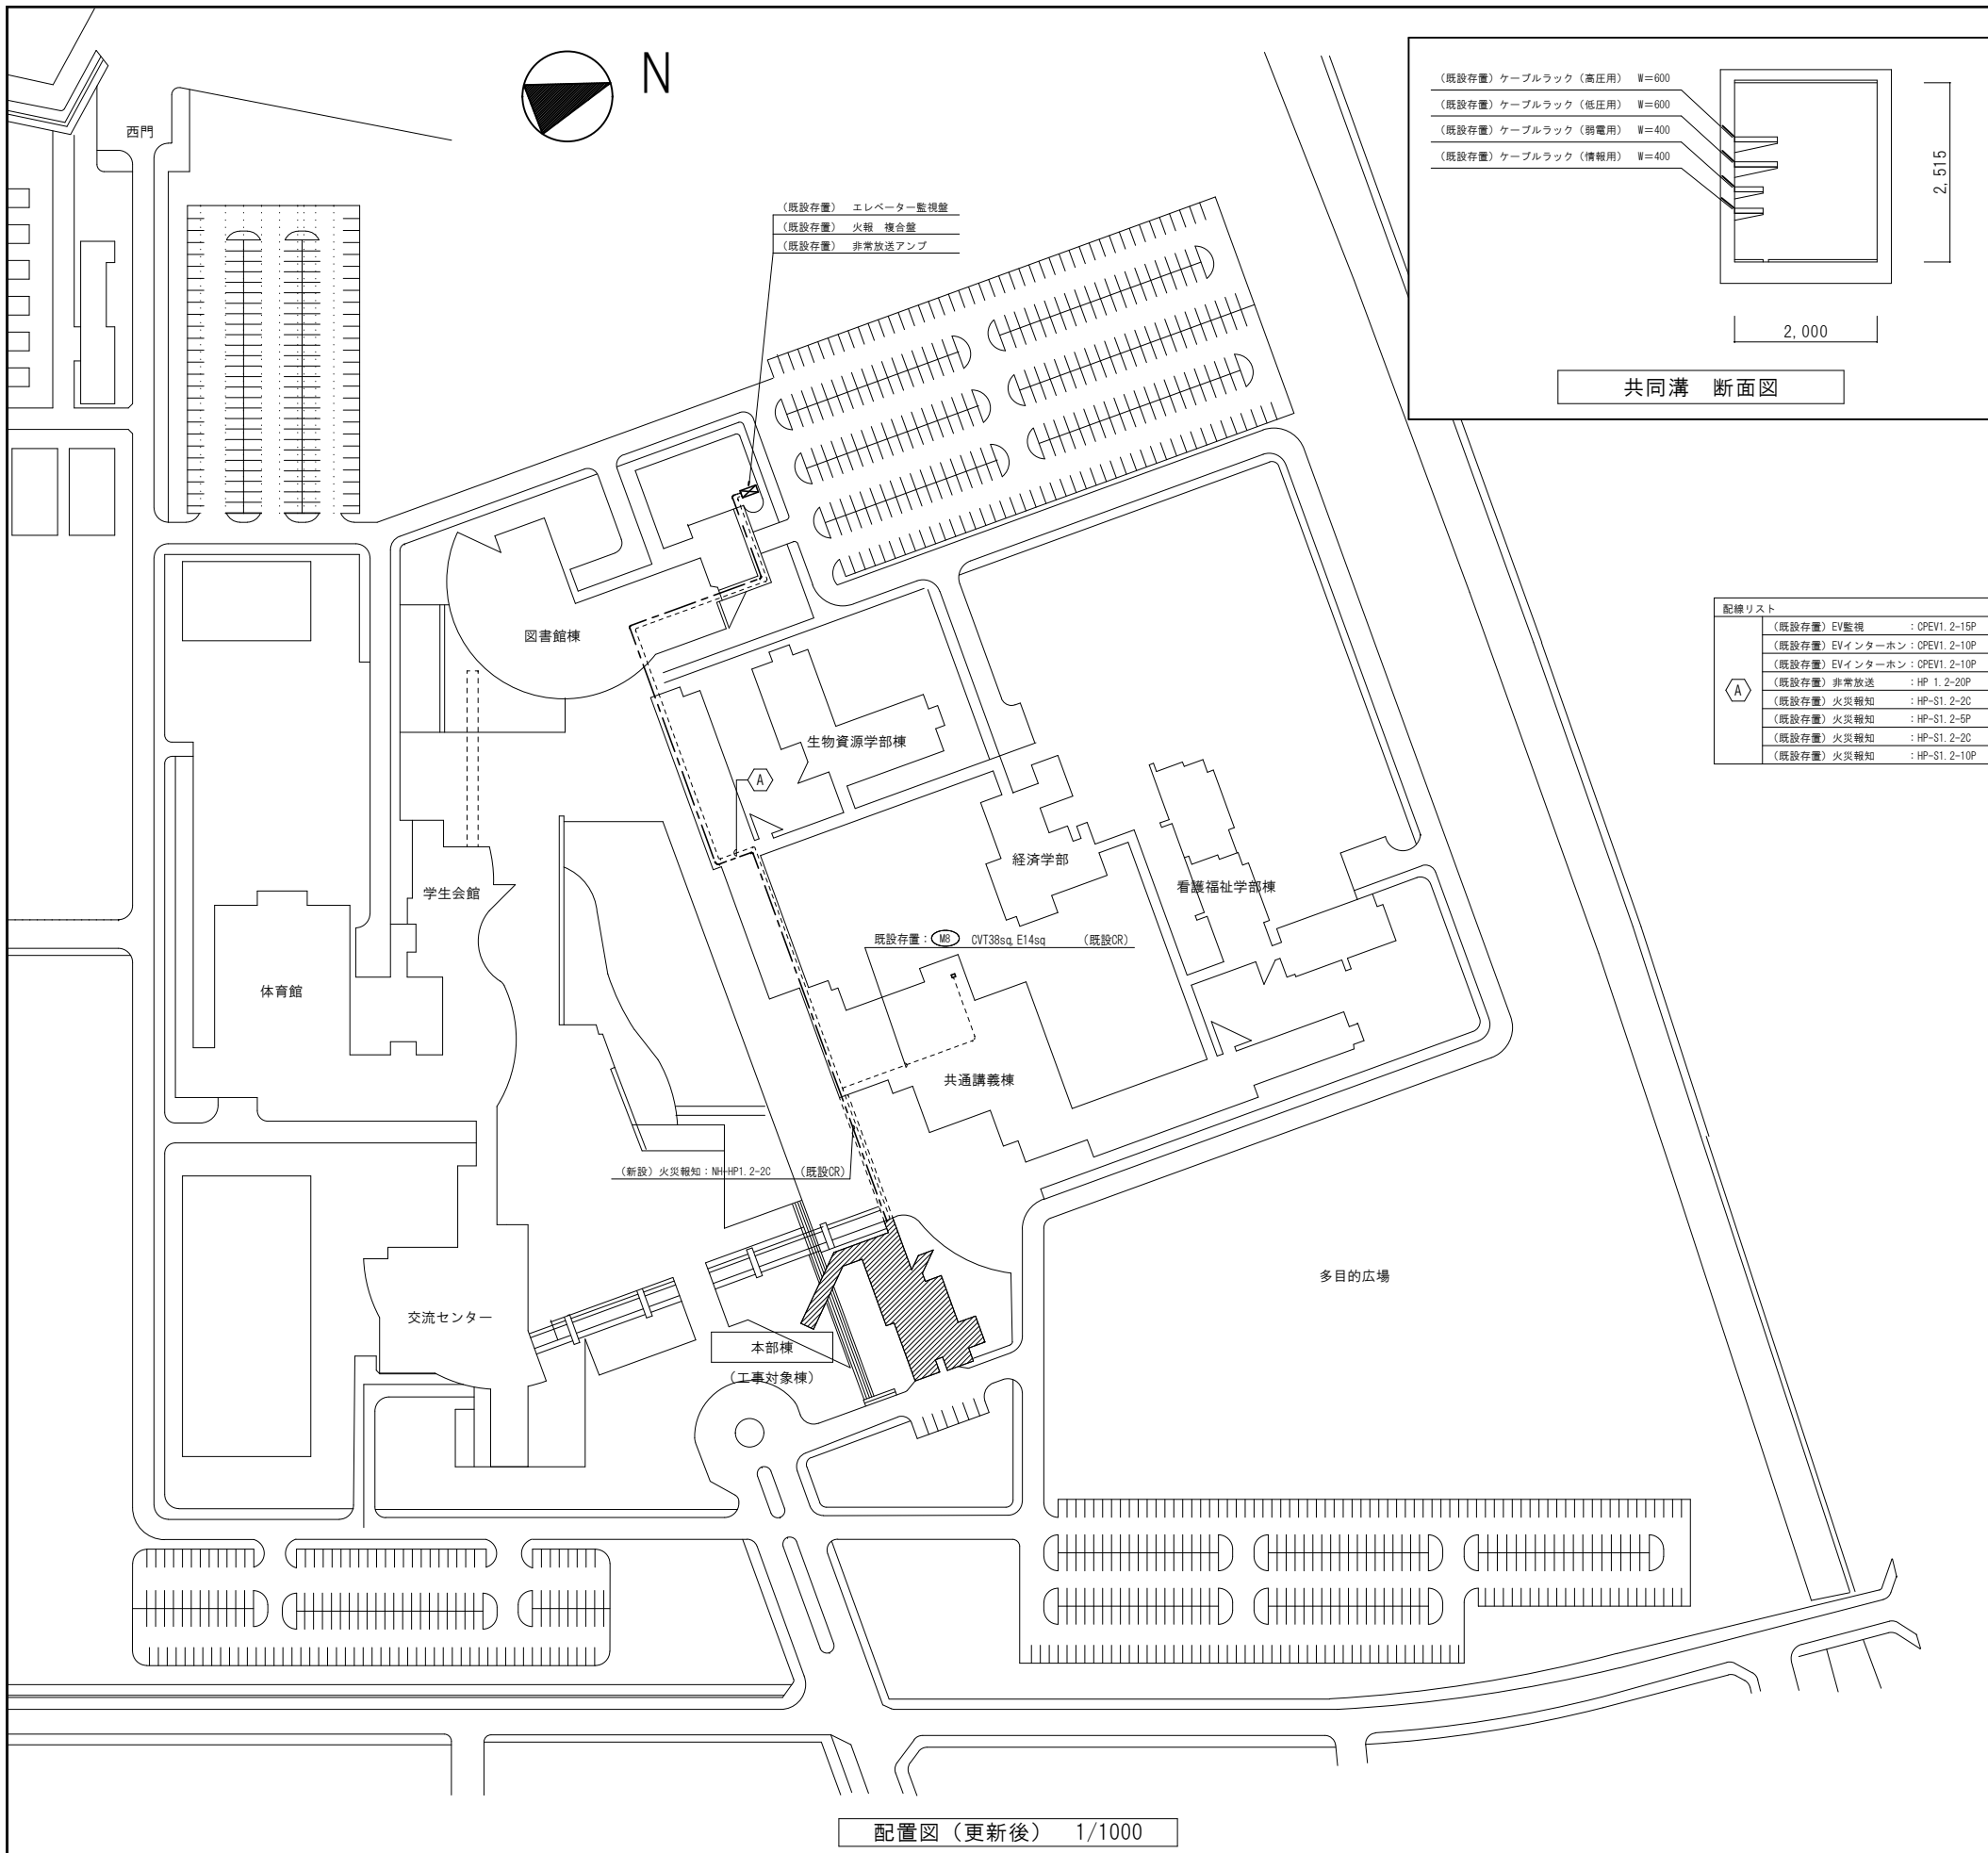 N
西門
(既設存置) ケーブルラック (高圧用) W=600
(既設存置) ケーブルラック (低圧用) W=600
(既設存置) ケーブルラック (弱電用) W=400
(既設存置) ケーブルラック (情報用) W=400
2,515
2,000
共同溝 断面図
(既設存置) エレベーター監視盤
(既設存置) 火報 複合盤
(既設存置) 非常放送アンプ
配線リスト
A
(既設存置) EV監視 :CPEV1.2-15P
(既設存置) EVインターホン:CPEV1.2-10P
(既設存置) EVインターホン:CPEV1.2-10P
(既設存置) 非常放送 :HP 1.2-20P
(既設存置) 火災報知 :HP-S1.2-2C
(既設存置) 火災報知 :HP-S1.2-5P
(既設存置) 火災報知 :HP-S1.2-2C
(既設存置) 火災報知 :HP-S1.2-10P
図書館棟
生物資源学部棟
A
経済学部
看護福祉学部棟
学生会館
既設存置: M8 CVT38sq,E14sq (既設CR)
体育館
共通講義棟
(新設) 火災報知:NH-HP1.2-2C (既設CR)
多目的広場
交流センター
本部棟
(工事対象棟)
配置図(更新後) 1/1000